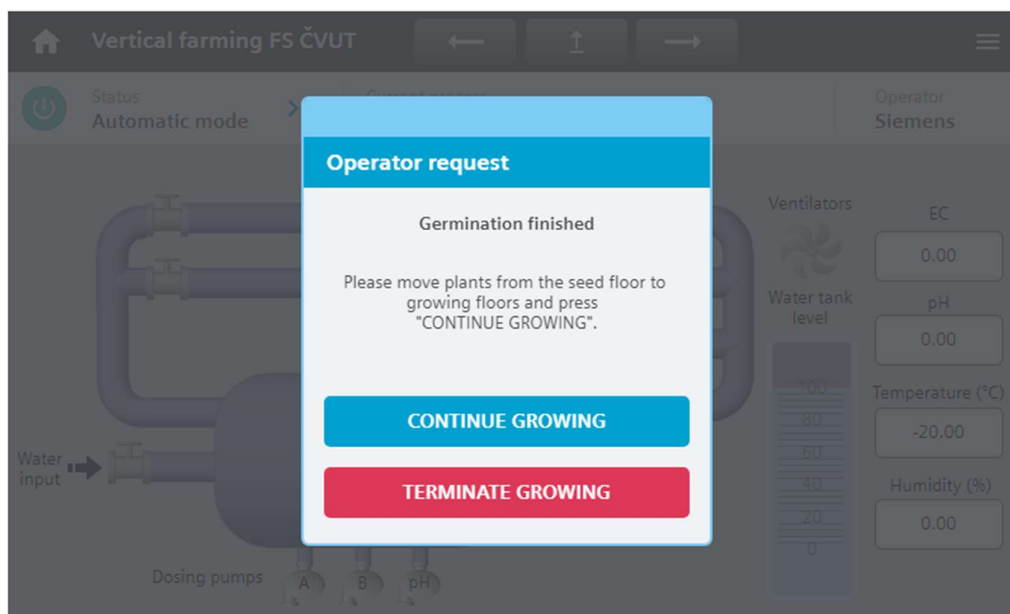 Vertical farming FS ČVUT
Status
Automatic mode
Operator
Siemens
Operator request
Germination finished
Please move plants from the seed floor to
growing floors and press
"CONTINUE GROWING".
CONTINUE GROWING
TERMINATE GROWING
Ventilators
Water tank
level
100
80
60
40
20
0
EC
0.00
pH
0.00
Temperature (°C)
-20.00
Humidity (%)
0.00
Water
input
Dosing pumps
A
B
pH